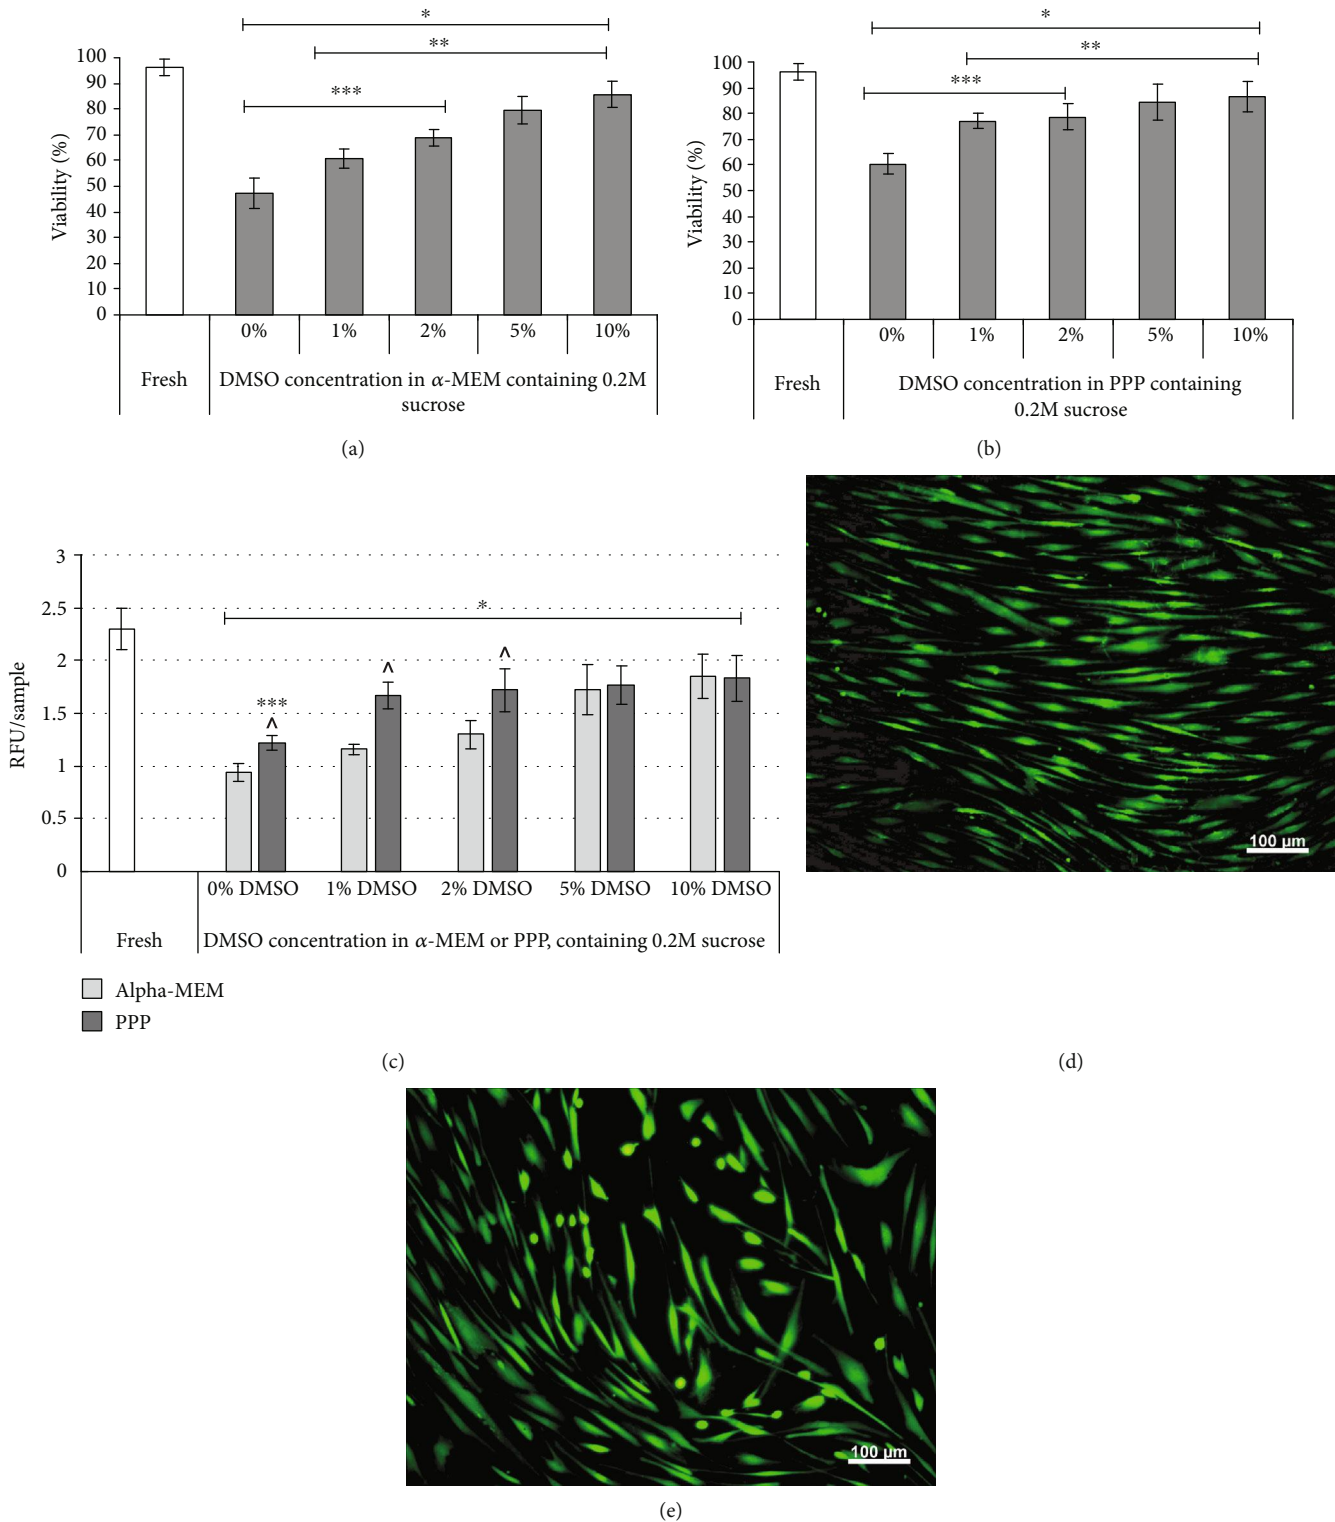 *
**
***
100
90
80
70
60
50
40
30
20
10
0
Viability (%)
0% 1% 2% 5% 10%
Fresh
DMSO concentration in α-MEM containing 0.2M
sucrose
(a)
*
**
***
100
90
80
70
60
50
40
30
20
10
0
Viability (%)
0% 1% 2% 5% 10%
Fresh
DMSO concentration in PPP containing
0.2M sucrose
(b)
3
2.5
2
1.5
1
0.5
0
RFU/sample
*
^
^
***
^
0% DMSO 1% DMSO 2% DMSO 5% DMSO 10% DMSO
Fresh
DMSO concentration in α-MEM or PPP, containing 0.2M sucrose
Alpha-MEM
PPP
(c)
100 µm
(d)
100 µm
(e)